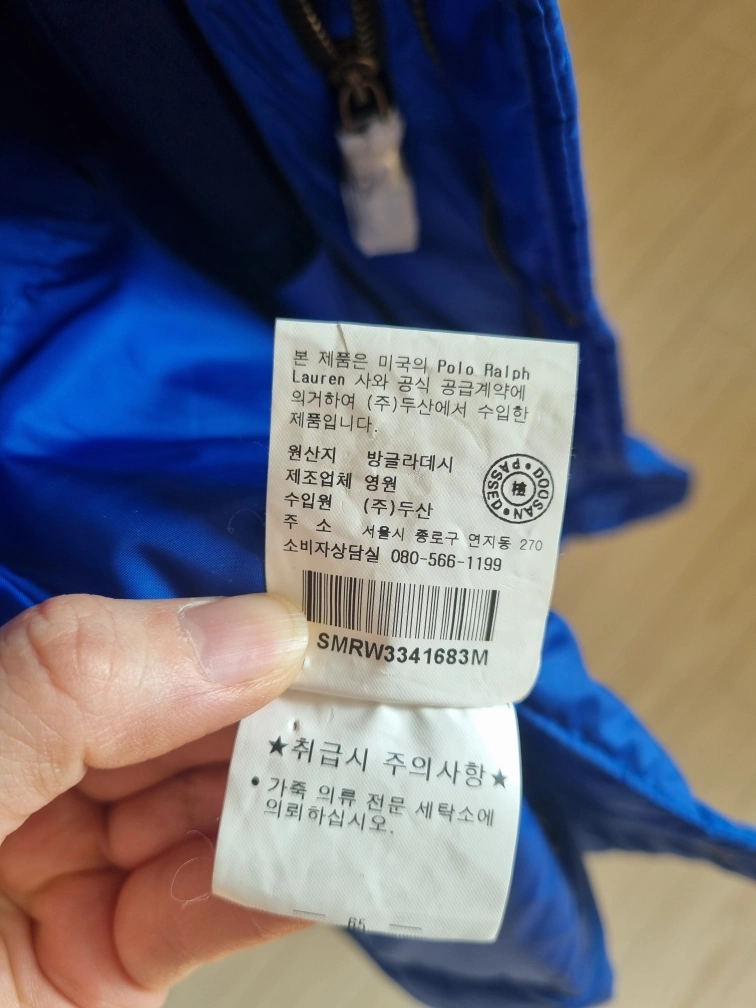 본 제품은 미국의 Polo Ralph
Lauren 사와 공식 공급계약에
의거하여 (주)두산에서 수입한
제품입니다.
원산지 방글라데시
제조업체 영원
수입원 (주)두산
주 소 서울시 종로구 연지동 270
소비자상담실 080-566-1199
DOOSAN PASSED
SMRW3341683M
★취급시 주의사항★
• 가죽 의류 전문 세탁소에
의뢰하십시오.
65